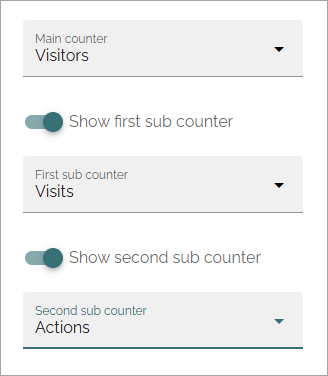 Main counter
Visitors
Show first sub counter
First sub counter
Visits
Show second sub counter
Second sub counter
Actions